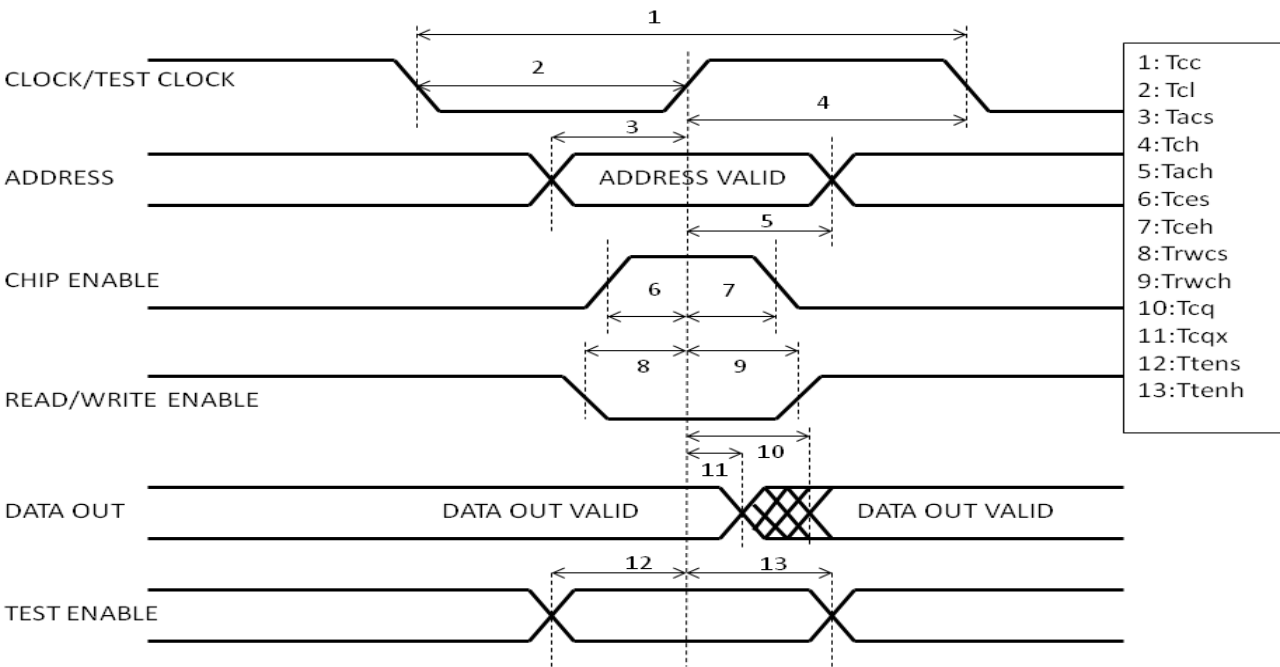 1
1: Tcc
CLOCK/TEST CLOCK
2
2: Tcl
4
3: Tacs
3
4:Tch
ADDRESS
ADDRESS VALID
5:Tach
5
6:Tces
7:Tceh
CHIP ENABLE
6
7
8:Trwcs
9:Trwch
10:Tcq
11:Tcqx
8
9
12:Ttens
13:Ttenh
READ/WRITE ENABLE
10
11
DATA OUT
DATA OUT VALID
DATA OUT VALID
12
13
TEST ENABLE